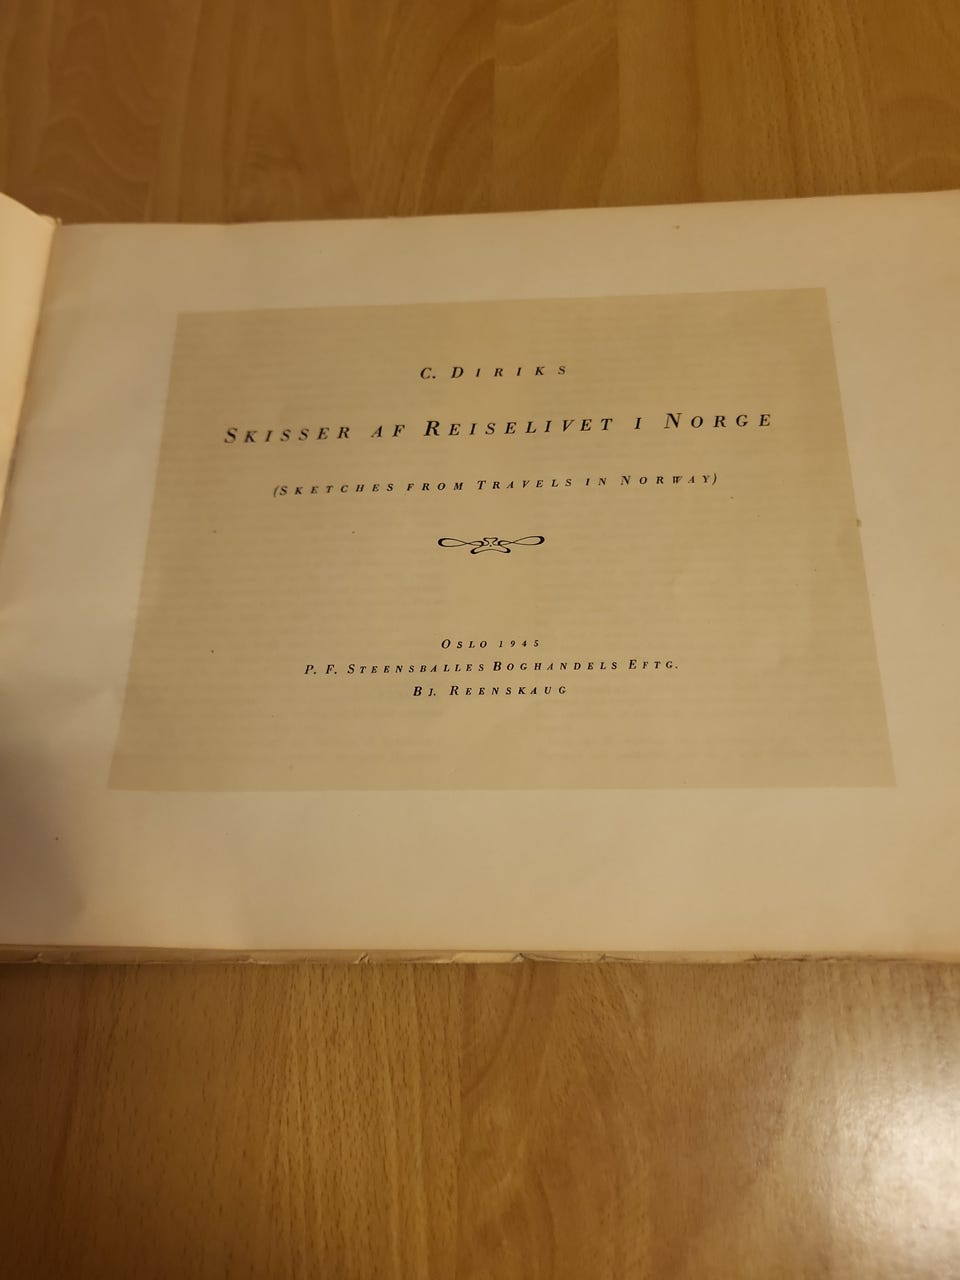 C. DIRIKS
SKISSER AF REISELIVET I NORGE
(SKETCHES FROM TRAVELS IN NORWAY)
OSLO 1945
P. F. STEENSBALLES BOGHANDELS EFTG.
BJ. REENSKAUG